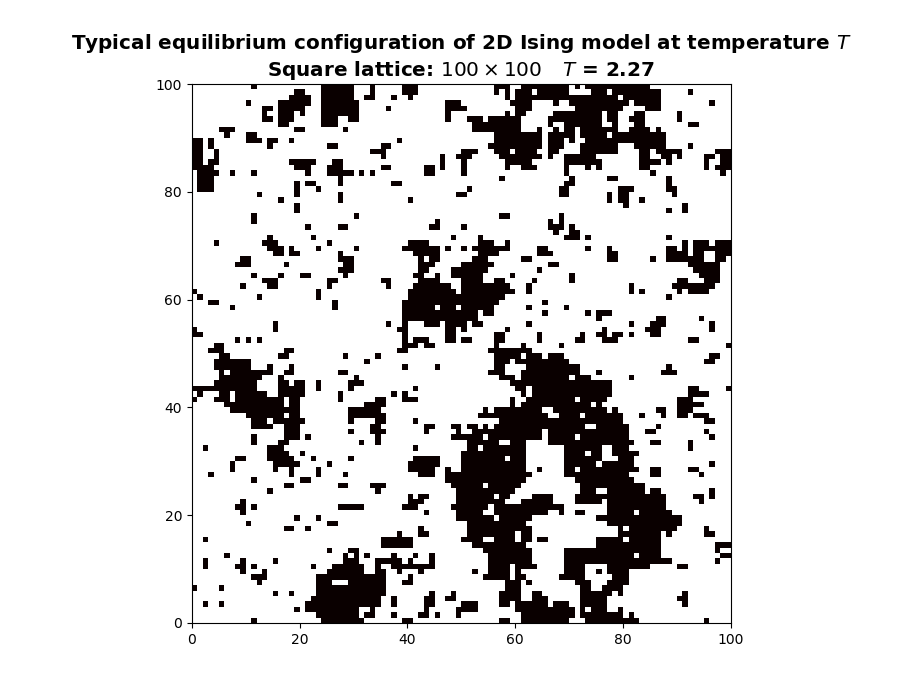 Typical equilibrium configuration of 2D Ising model at temperature T
Square lattice: 100 × 100 T = 2.27
100
80
60
40
20
0
0 20 40 60 80 100